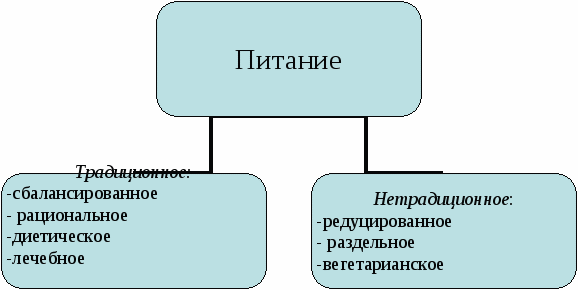 Питание
Традиционное:
-сбалансированное
- рациональное
-диетическое
-лечебное
Нетрадиционное:
-редуцированное
- раздельное
-вегетарианское